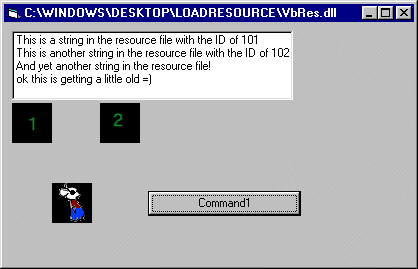 C:\WINDOWS\DESKTOP\LOADRESOURCE\VbRes.dll
This is a string in the resource file with the ID of 101
This is another string in the resource file with the ID of 102
And yet another string in the resource file!
ok this is getting a little old =)
1 2
Command1